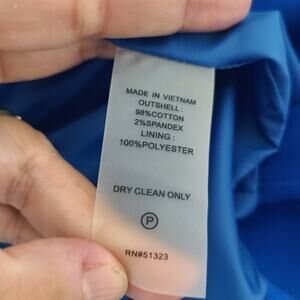 MADE IN VIETNAM
OUTSHELL :
98%COTTON
2%SPANDEX
LINING :
100%POLYESTER
DRY CLEAN ONLY
P
RN#51323